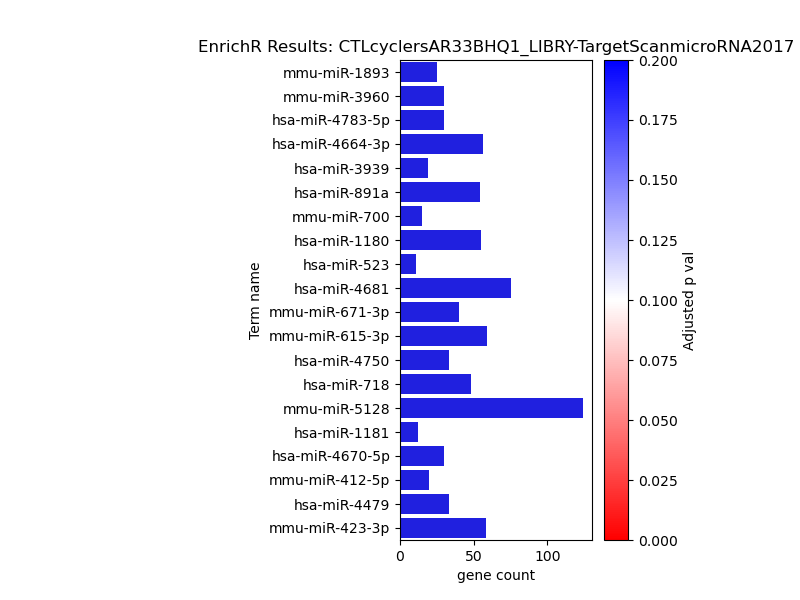 EnrichR Results: CTLcyclersAR33BHQ1_LIBRY-TargetScanmicroRNA2017
mmu-miR-1893
mmu-miR-3960
hsa-miR-4783-5p
hsa-miR-4664-3p
hsa-miR-3939
hsa-miR-891a
mmu-miR-700
hsa-miR-1180
hsa-miR-523
hsa-miR-4681
mmu-miR-671-3p
mmu-miR-615-3p
hsa-miR-4750
hsa-miR-718
mmu-miR-5128
hsa-miR-1181
hsa-miR-4670-5p
mmu-miR-412-5p
hsa-miR-4479
mmu-miR-423-3p
Term name
0 50 100
gene count
0.200
0.175
0.150
0.125
0.100
0.075
0.050
0.025
0.000
Adjusted p val